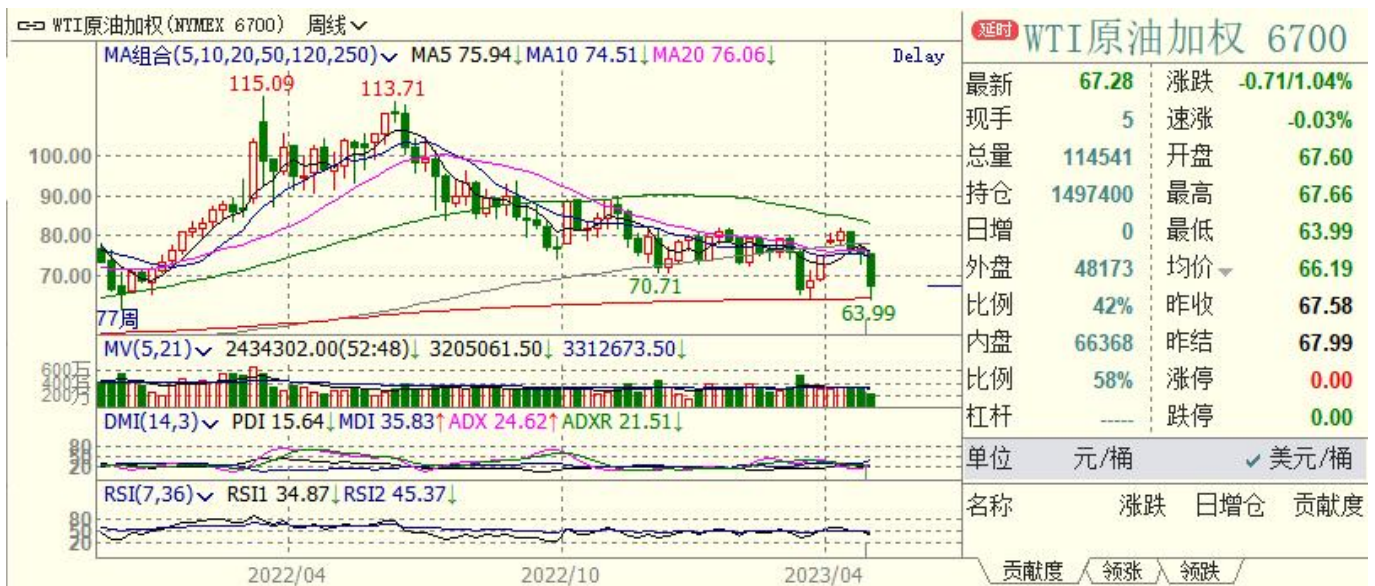 WTI原油加权(NYMEX 6700) 周线
MA组合(5,10,20,50,120,250) MA5 75.94↓ MA10 74.51↓ MA20 76.06↓ Delay
115.09
113.71
100.00
90.00
80.00
70.00
70.71
63.99
77周
MV(5,21) 2434302.00(52:48)↓ 3205061.50↓ 3312673.50↓
600万
400万
200万
DMI(14,3) PDI 15.64↓ MDI 35.83↑ ADX 24.62↑ ADXR 21.51↓
80
50
20
RSI(7,36) RSI1 34.87↓ RSI2 45.37↓
80
50
20
2022/04 2022/10 2023/04
延时 WTI原油加权 6700
最新 67.28 涨跌 -0.71/1.04%
现手 5 速涨 -0.03%
总量 114541 开盘 67.60
持仓 1497400 最高 67.66
日增 0 最低 63.99
外盘 48173 均价 66.19
比例 42% 昨收 67.58
内盘 66368 昨结 67.99
比例 58% 涨停 0.00
杠杆 ----- 跌停 0.00
单位 元/桶 ✓ 美元/桶
名称 涨跌 日增仓 贡献度
贡献度 领涨 领跌